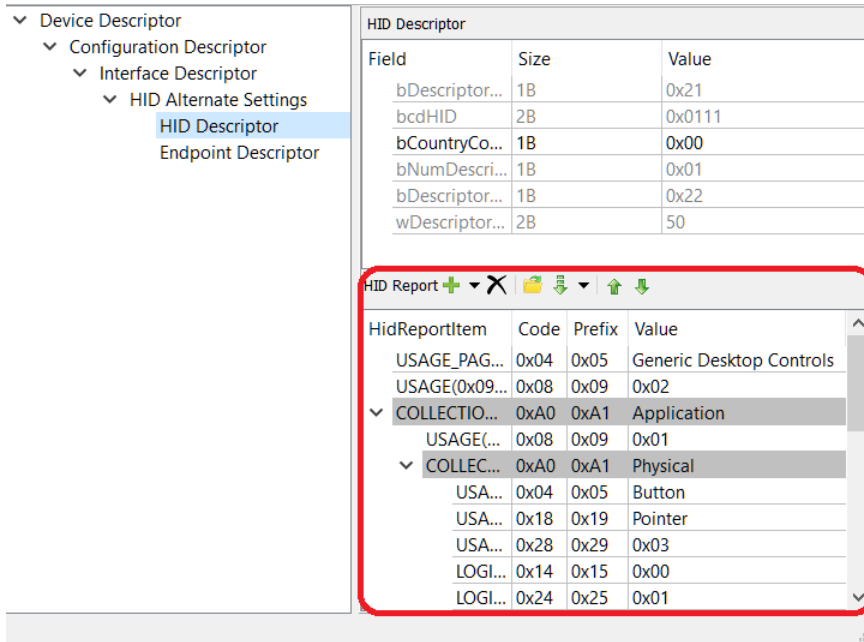 Device Descriptor
Configuration Descriptor
Interface Descriptor
HID Alternate Settings
HID Descriptor
Endpoint Descriptor
HID Descriptor
Field Size Value
bDescriptor... 1B 0x21
bcdHID 2B 0x0111
bCountryCo... 1B 0x00
bNumDescri... 1B 0x01
bDescriptor... 1B 0x22
wDescriptor... 2B 50
HID Report
HidReportItem Code Prefix Value
USAGE_PAG... 0x04 0x05 Generic Desktop Controls
USAGE(0x09... 0x08 0x09 0x02
COLLECTIO... 0xA0 0xA1 Application
USAGE(... 0x08 0x09 0x01
COLLEC... 0xA0 0xA1 Physical
USA... 0x04 0x05 Button
USA... 0x18 0x19 Pointer
USA... 0x28 0x29 0x03
LOGI... 0x14 0x15 0x00
LOGI... 0x24 0x25 0x01